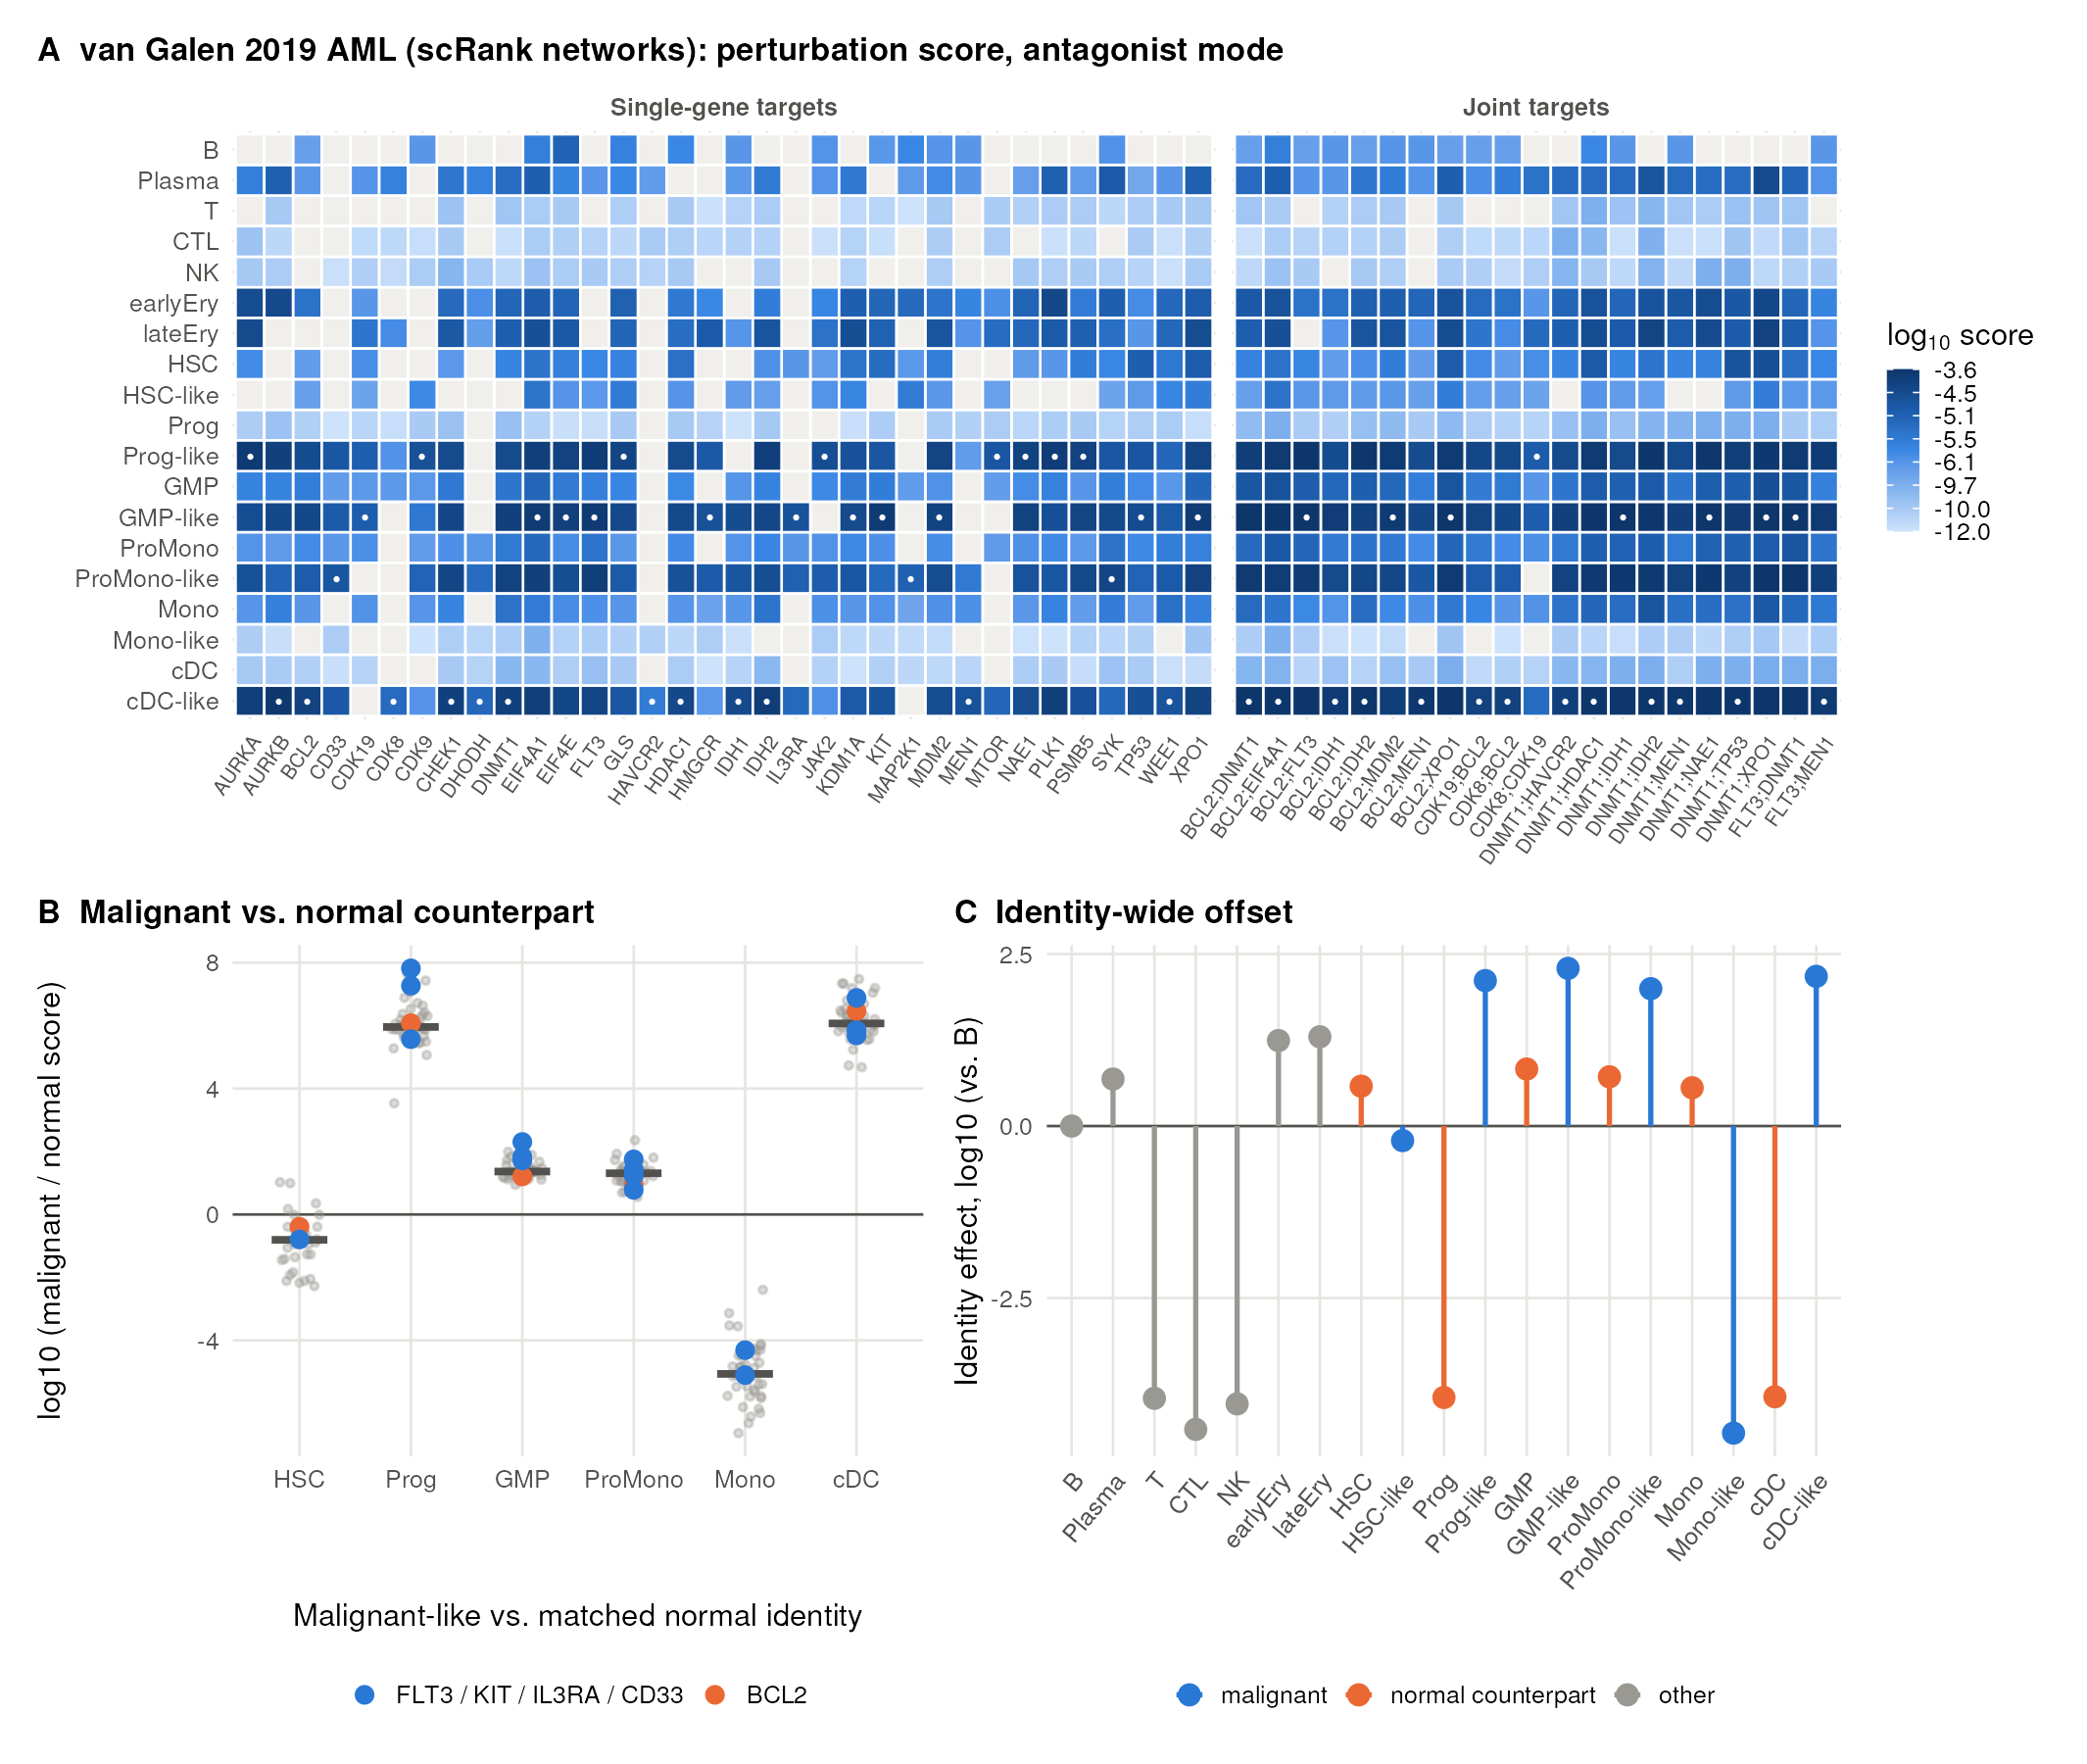 A van Galen 2019 AML (scRank networks): perturbation score, antagonist mode
Single-gene targets
Joint targets
B
Plasma
T
CTL
NK
earlyEry
lateEry
HSC
HSC-like
Prog
Prog-like
GMP
GMP-like
ProMono
ProMono-like
Mono
Mono-like
cDC
cDC-like
AURKA
AURKB
BCL2
CD33
CDK19
CDK8
CDK9
CHEK1
DHODH
DNMT1
EIF4A1
EIF4E
FLT3
GLS
HAVCR2
HDAC1
HMGCR
IDH1
IDH2
IL3RA
JAK2
KDM1A
KIT
MAP2K1
MDM2
MEN1
MTOR
NAE1
PLK1
PSMB5
SYK
TP53
WEE1
XPO1
BCL2;DNMT1
BCL2;EIF4A1
BCL2;FLT3
BCL2;IDH1
BCL2;IDH2
BCL2;MDM2
BCL2;MEN1
BCL2;XPO1
CDK19;BCL2
CDK8;BCL2
CDK8;CDK19
DNMT1;HAVCR2
DNMT1;HDAC1
DNMT1;IDH1
DNMT1;IDH2
DNMT1;MEN1
DNMT1;NAE1
DNMT1;TP53
DNMT1;XPO1
FLT3;DNMT1
FLT3;MEN1
log10 score
-3.6
-4.5
-5.1
-5.5
-6.1
-9.7
-10.0
-12.0
B Malignant vs. normal counterpart
log10 (malignant / normal score)
8
4
0
-4
HSC
Prog
GMP
ProMono
Mono
cDC
Malignant-like vs. matched normal identity
FLT3 / KIT / IL3RA / CD33
BCL2
C Identity-wide offset
Identity effect, log10 (vs. B)
2.5
0.0
-2.5
B
Plasma
T
CTL
NK
earlyEry
lateEry
HSC
HSC-like
Prog
Prog-like
GMP
GMP-like
ProMono
ProMono-like
Mono
Mono-like
cDC
cDC-like
malignant
normal counterpart
other